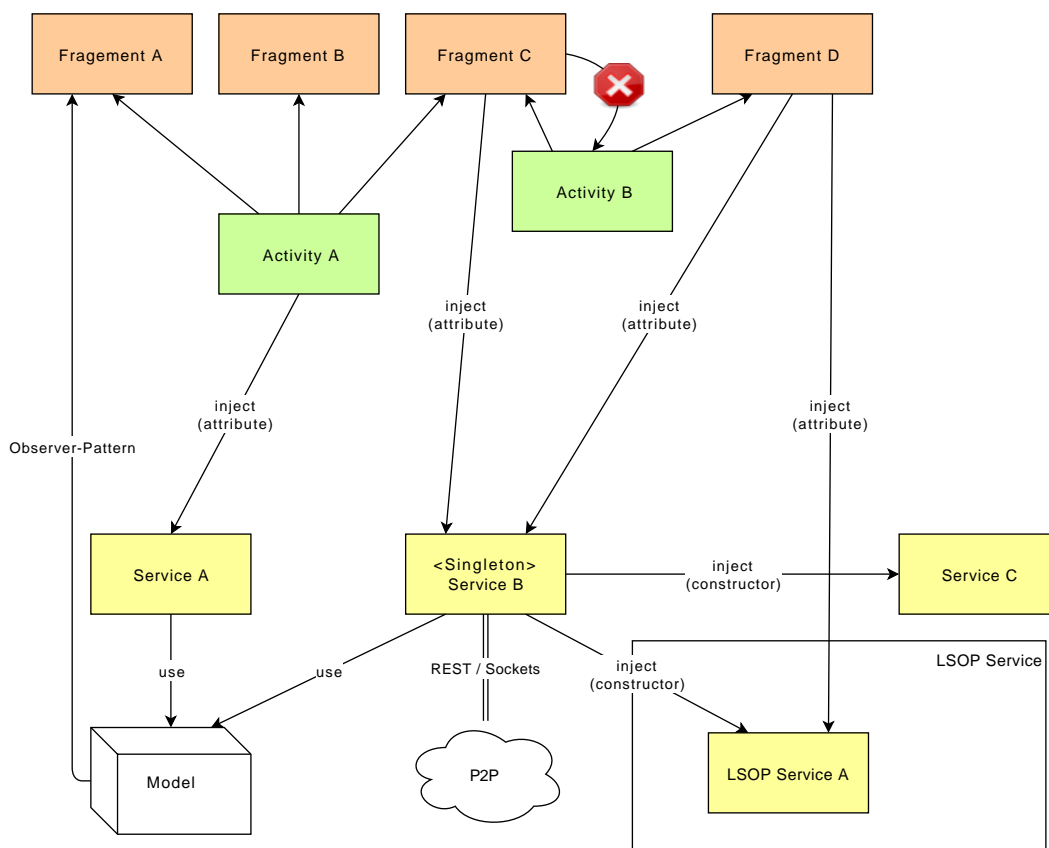 Fragement A
Fragment B
Fragment C
Fragment D
Activity B
Activity A
inject
(attribute)
inject
(attribute)
inject
(attribute)
inject
(attribute)
Observer-Pattern
Service A
<Singleton>
Service B
inject
(constructor)
Service C
use
use
REST / Sockets
inject
(constructor)
LSOP Service
Model
P2P
LSOP Service A